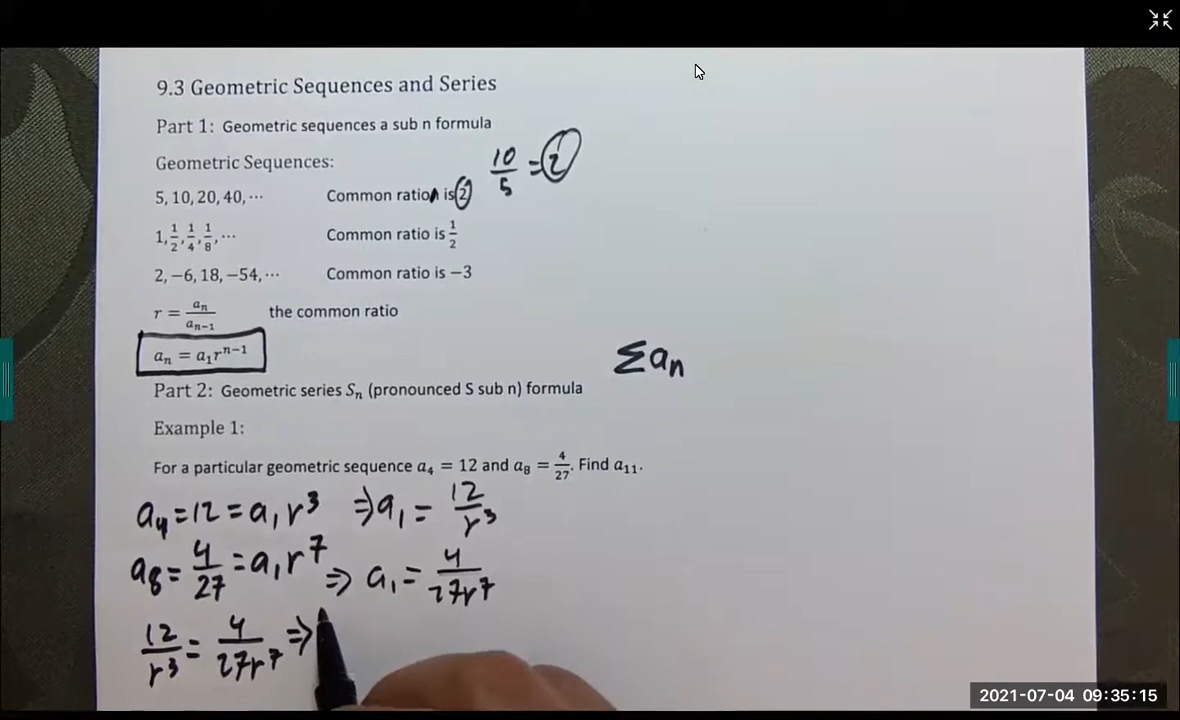 9.3 Geometric Sequences and Series
Part 1: Geometric sequences a sub n formula
Geometric Sequences:
10/5 = 2
5, 10, 20, 40, ⋯ Common ratio is 2
1, 1/2, 1/4, 1/8, ⋯ Common ratio is 1/2
2, −6, 18, −54, ⋯ Common ratio is −3
r = aₙ/aₙ₋₁ the common ratio
aₙ = a₁rⁿ⁻¹
Σaₙ
Part 2: Geometric series Sₙ (pronounced S sub n) formula
Example 1:
For a particular geometric sequence a₄ = 12 and a₈ = 4/27. Find a₁₁.
a₄ = 12 = a₁r³ ⇒ a₁ = 12/r³
a₈ = 4/27 = a₁r⁷ ⇒ a₁ = 4/27r⁷
12/r³ = 4/27r⁷ ⇒
2021-07-04 09:35:15